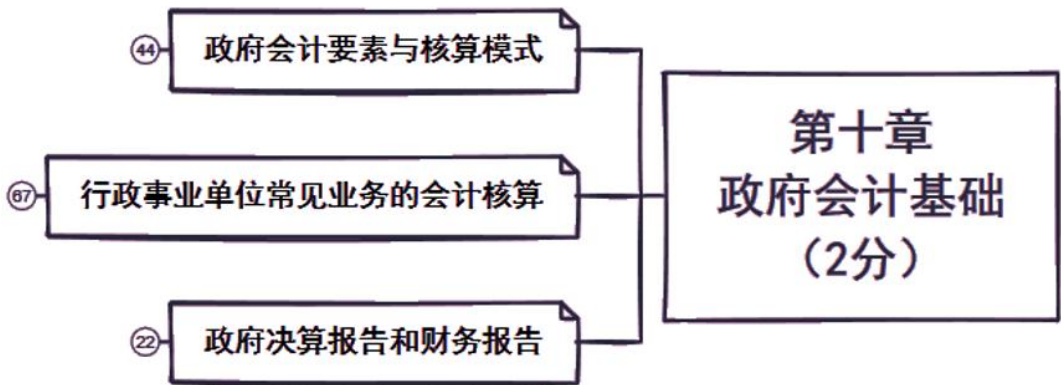 44 政府会计要素与核算模式
67 行政事业单位常见业务的会计核算
22 政府决算报告和财务报告
第十章
政府会计基础
（2分）